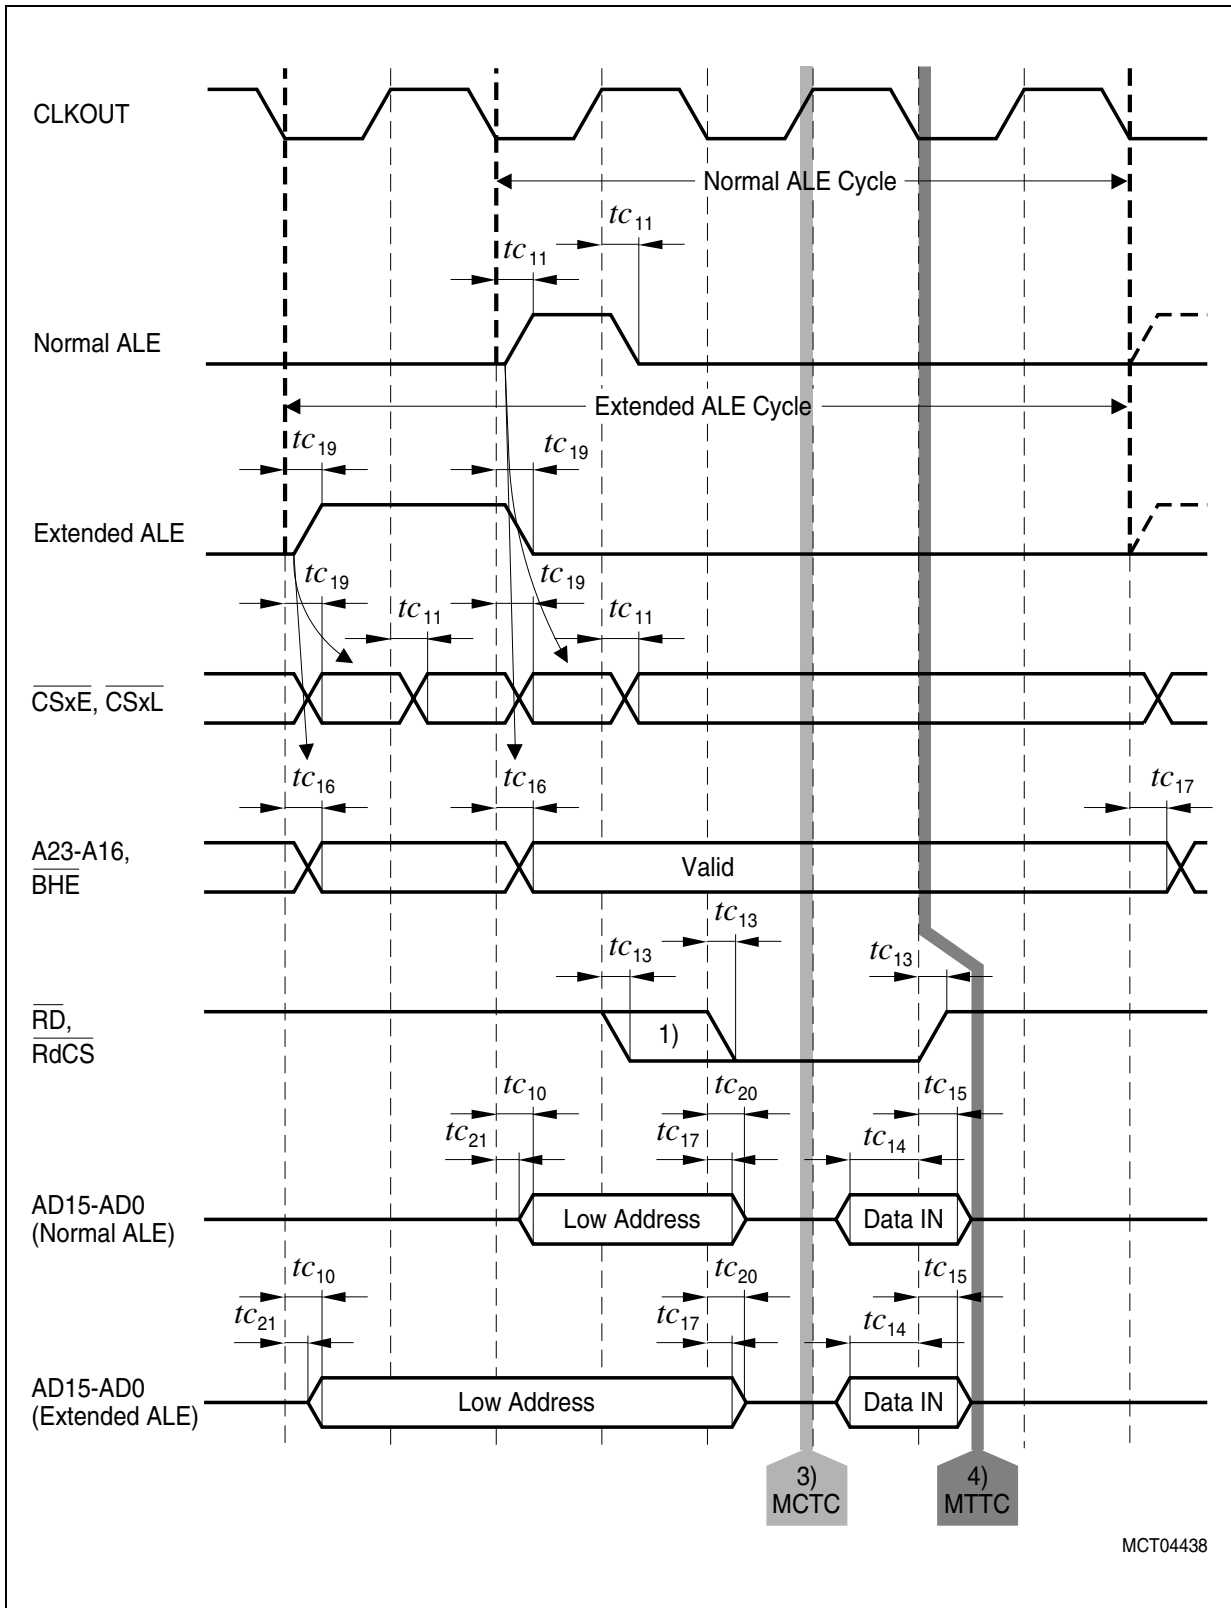 CLKOUT
Normal ALE Cycle
tc11
tc11
Normal ALE
Extended ALE Cycle
tc19
tc19
Extended ALE
tc19
tc19
tc11
tc11
CSxE, CSxL
tc16
tc16
tc17
A23-A16,
BHE
Valid
tc13
tc13
tc13
RD,
RdCS
1)
tc10
tc20
tc15
tc21
tc17
tc14
AD15-AD0
(Normal ALE)
Low Address
Data IN
tc10
tc20
tc15
tc21
tc17
tc14
AD15-AD0
(Extended ALE)
Low Address
Data IN
3)
MCTC
4)
MTTC
MCT04438